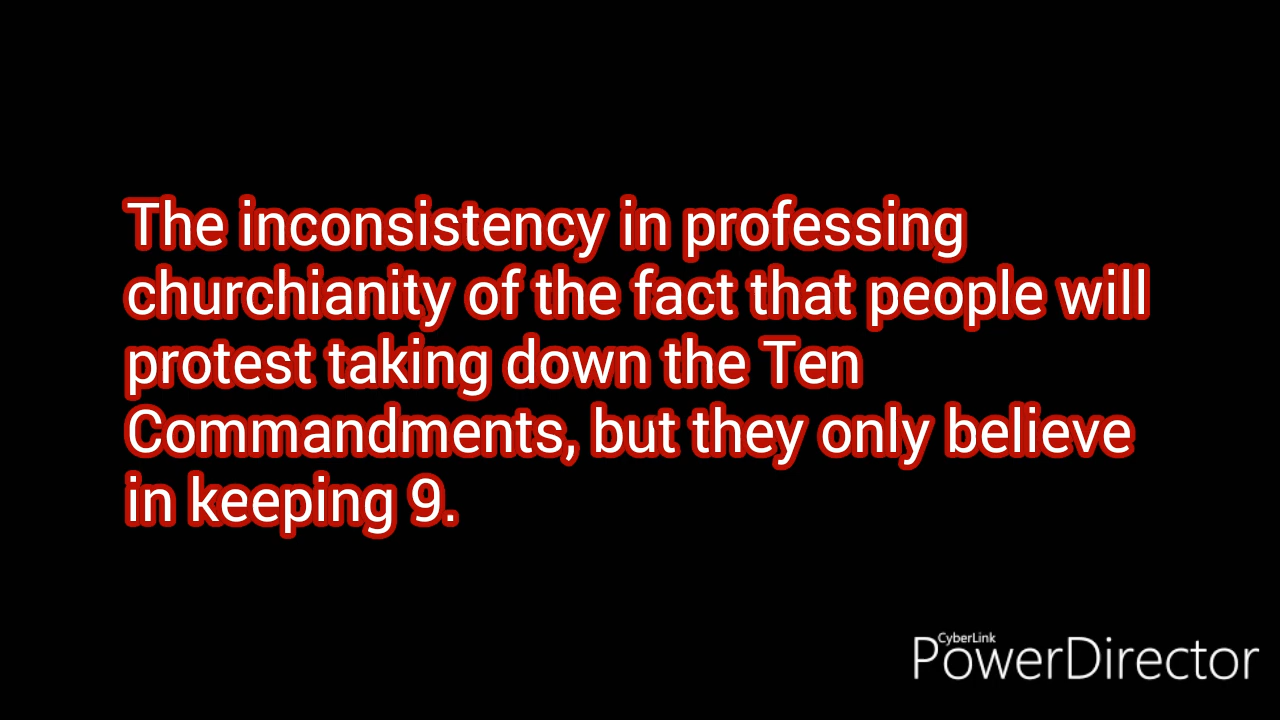 The inconsistency in professing
churchianity of the fact that people will
protest taking down the Ten
Commandments, but they only believe
in keeping 9.
CyberLink
PowerDirector